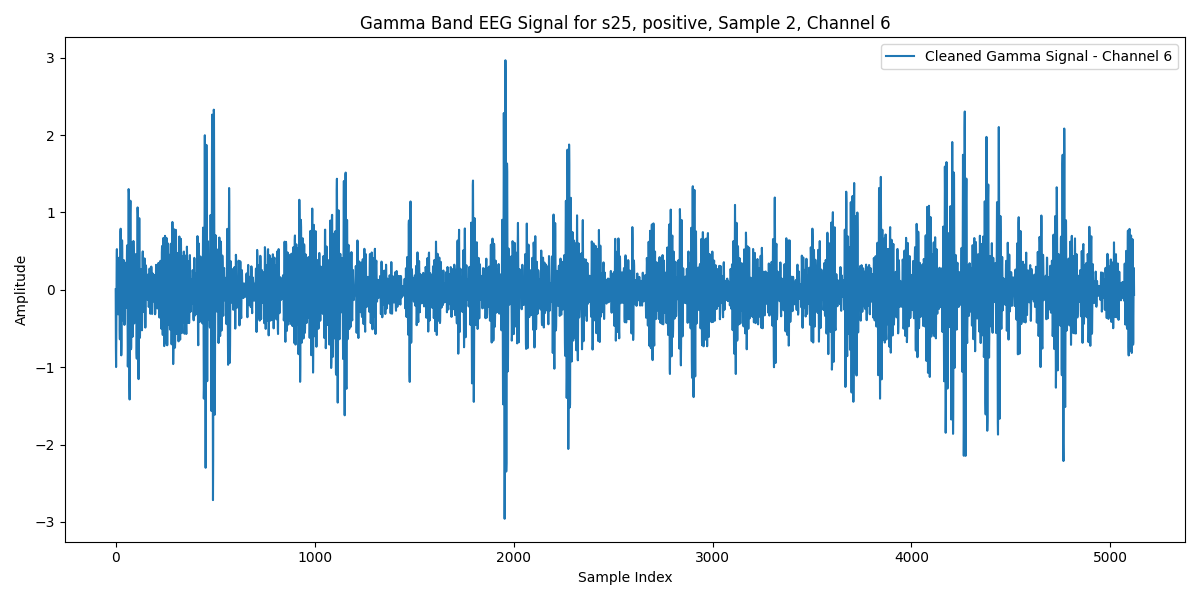 Gamma Band EEG Signal for s25, positive, Sample 2, Channel 6
Cleaned Gamma Signal - Channel 6
3
2
1
0
−1
−2
−3
Amplitude
0 1000 2000 3000 4000 5000
Sample Index